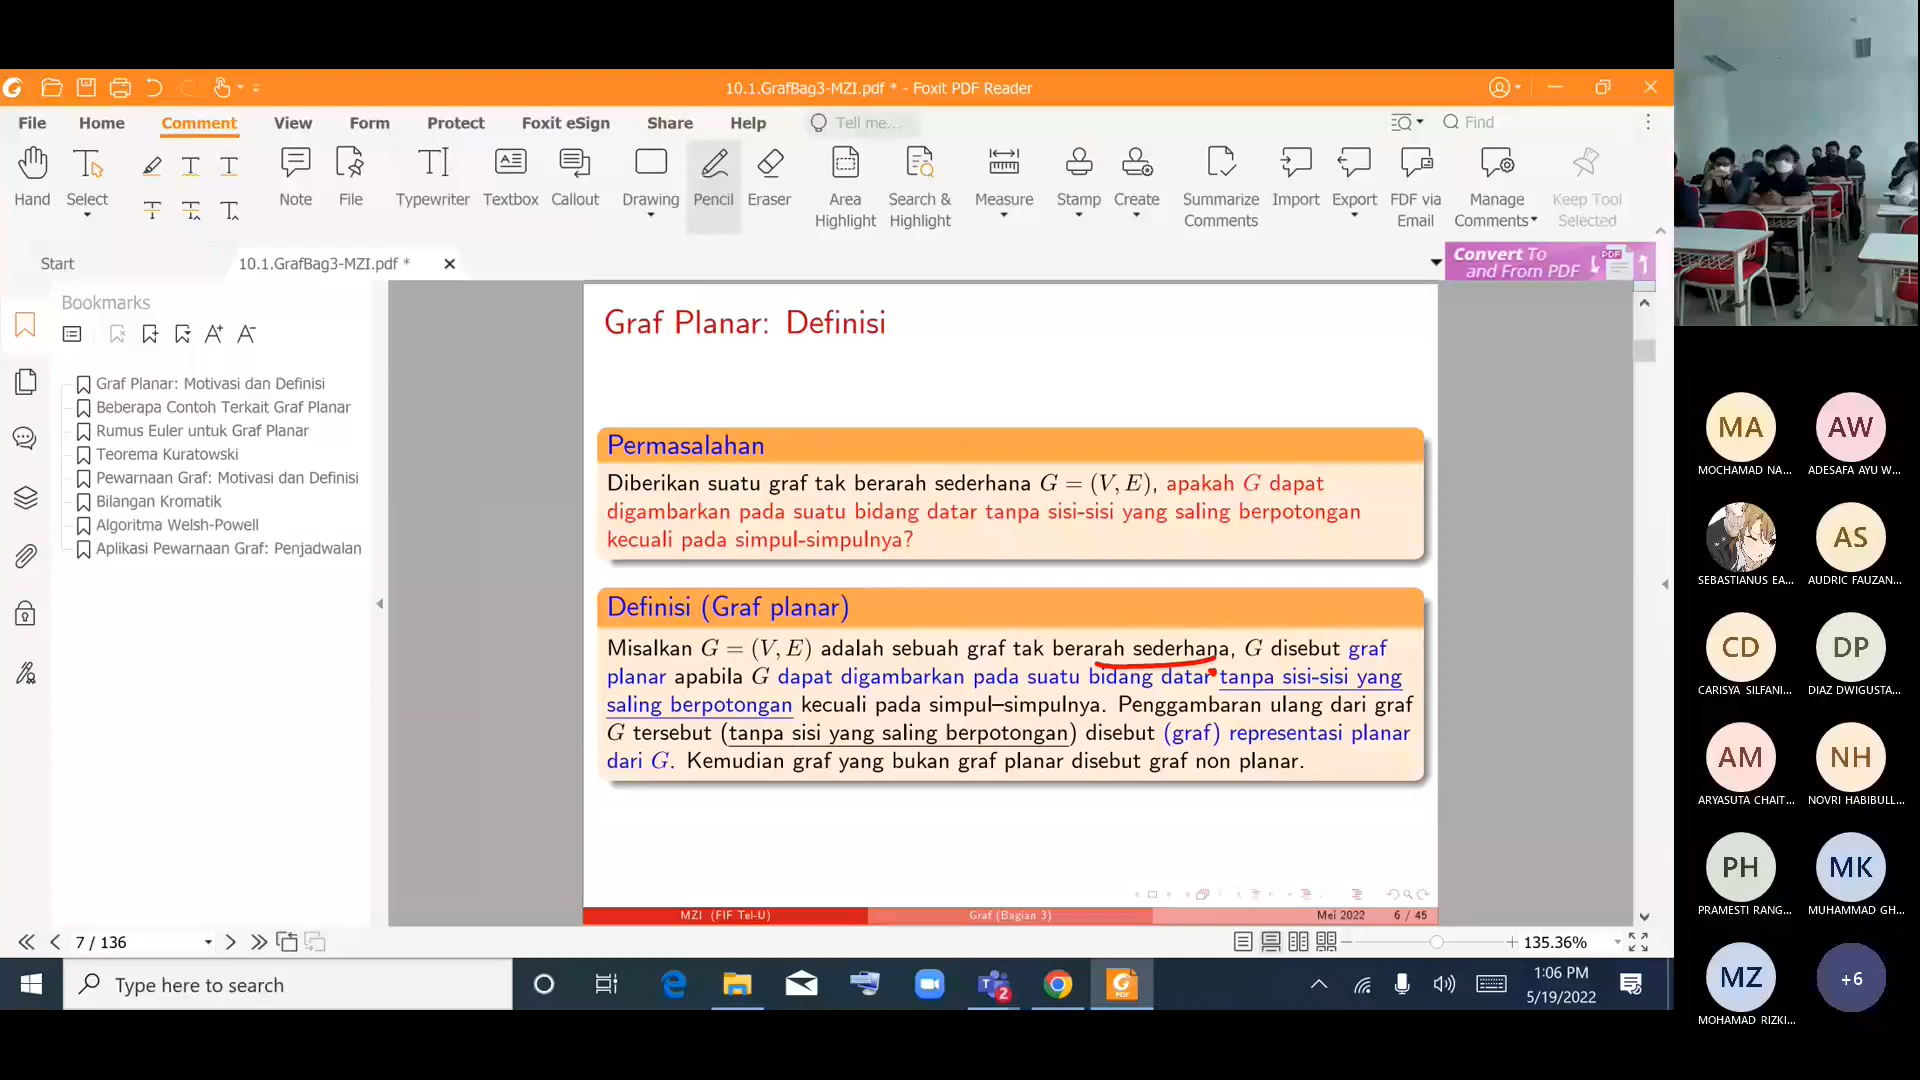 10.1.GrafBag3-MZI.pdf * - Foxit PDF Reader
File Home Comment View Form Protect Foxit eSign Share Help Tell me... Find
Hand Select Note File Typewriter Textbox Callout Drawing Pencil Eraser Area Highlight Search & Highlight Measure Stamp Create Summarize Comments Import Export FDF via Email Manage Comments Keep Tool Selected
Start 10.1.GrafBag3-MZI.pdf *
Convert To
and From PDF
PDF
Bookmarks
Graf Planar: Motivasi dan Definisi
Beberapa Contoh Terkait Graf Planar
Rumus Euler untuk Graf Planar
Teorema Kuratowski
Pewarnaan Graf: Motivasi dan Definisi
Bilangan Kromatik
Algoritma Welsh-Powell
Aplikasi Pewarnaan Graf: Penjadwalan
Graf Planar: Definisi
Permasalahan
Diberikan suatu graf tak berarah sederhana G = (V, E), apakah G dapat
digambarkan pada suatu bidang datar tanpa sisi-sisi yang saling berpotongan
kecuali pada simpul-simpulnya?
Definisi (Graf planar)
Misalkan G = (V, E) adalah sebuah graf tak berarah sederhana, G disebut graf
planar apabila G dapat digambarkan pada suatu bidang datar tanpa sisi-sisi yang
saling berpotongan kecuali pada simpul–simpulnya. Penggambaran ulang dari graf
G tersebut (tanpa sisi yang saling berpotongan) disebut (graf) representasi planar
dari G. Kemudian graf yang bukan graf planar disebut graf non planar.
MZI (FIF Tel-U) Graf (Bagian 3) Mei 2022 6 / 45
7 / 136 135.36%
Type here to search
2
PDF
1:06 PM
5/19/2022
MA AW
MOCHAMAD NA... ADESAFA AYU W...
AS
SEBASTIANUS EA... AUDRIC FAUZAN...
CD DP
CARISYA SILFANI... DIAZ DWIGUSTA...
AM NH
ARYASUTA CHAIT... NOVRI HABIBULL...
PH MK
PRAMESTI RANG... MUHAMMAD GH...
MZ +6
MOHAMAD RIZKI...